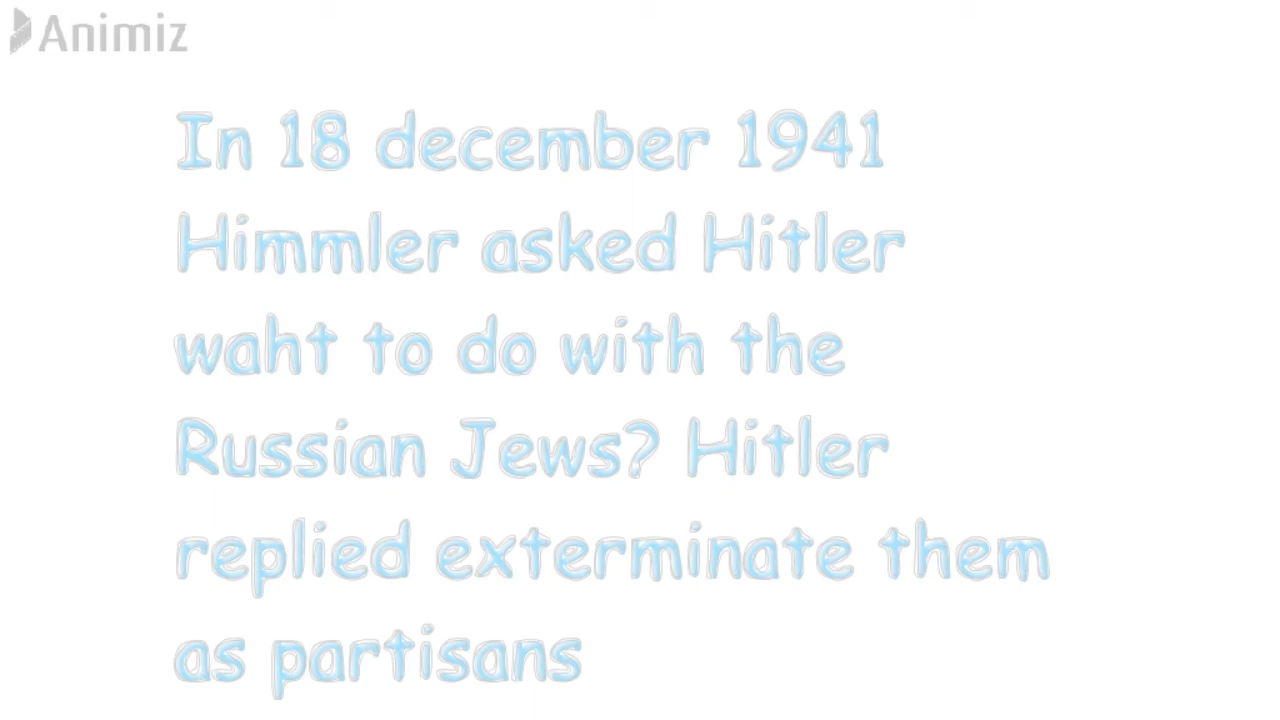 Animiz
In 18 december 1941
Himmler asked Hitler
waht to do with the
Russian Jews? Hitler
replied exterminate them
as partisans